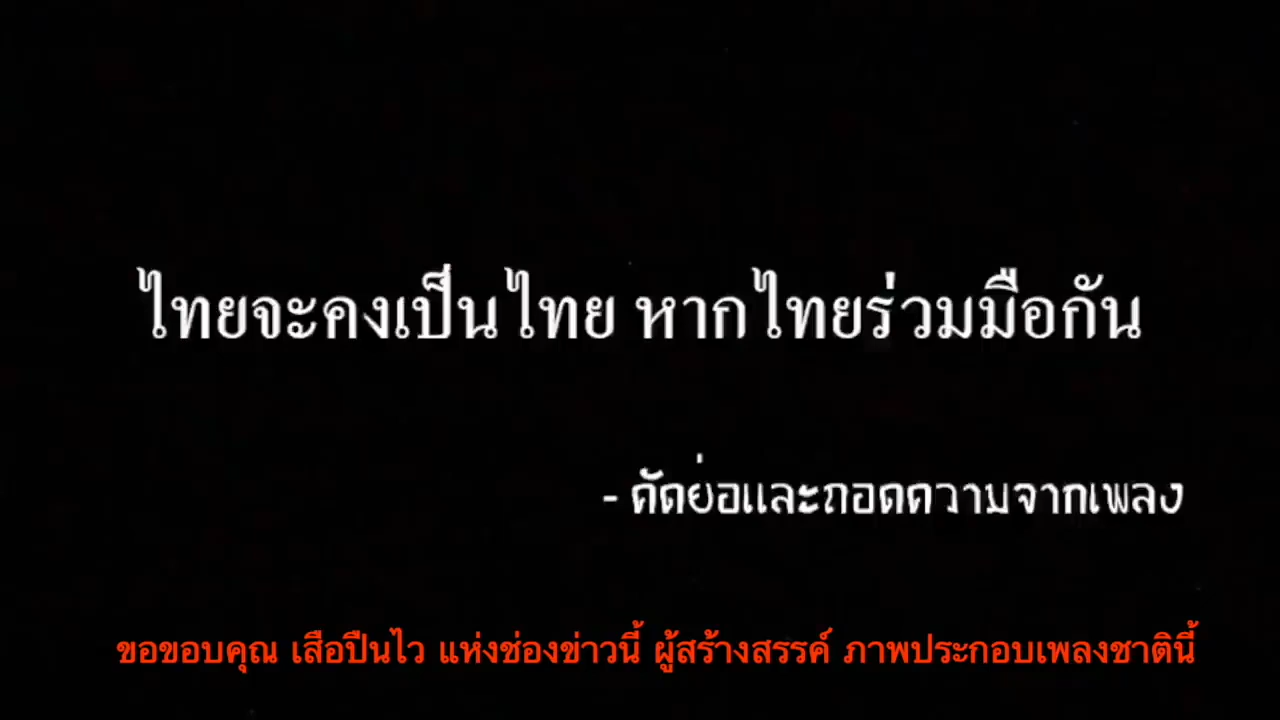 ไทยจะคงเป็นไทย หากไทยร่วมมือกัน
- คัดย่อและถอดความจากเพลง
ขอขอบคุณ เสือปืนไว แห่งช่องข่าวนี้ ผู้สร้างสรรค์ ภาพประกอบเพลงชาตินี้